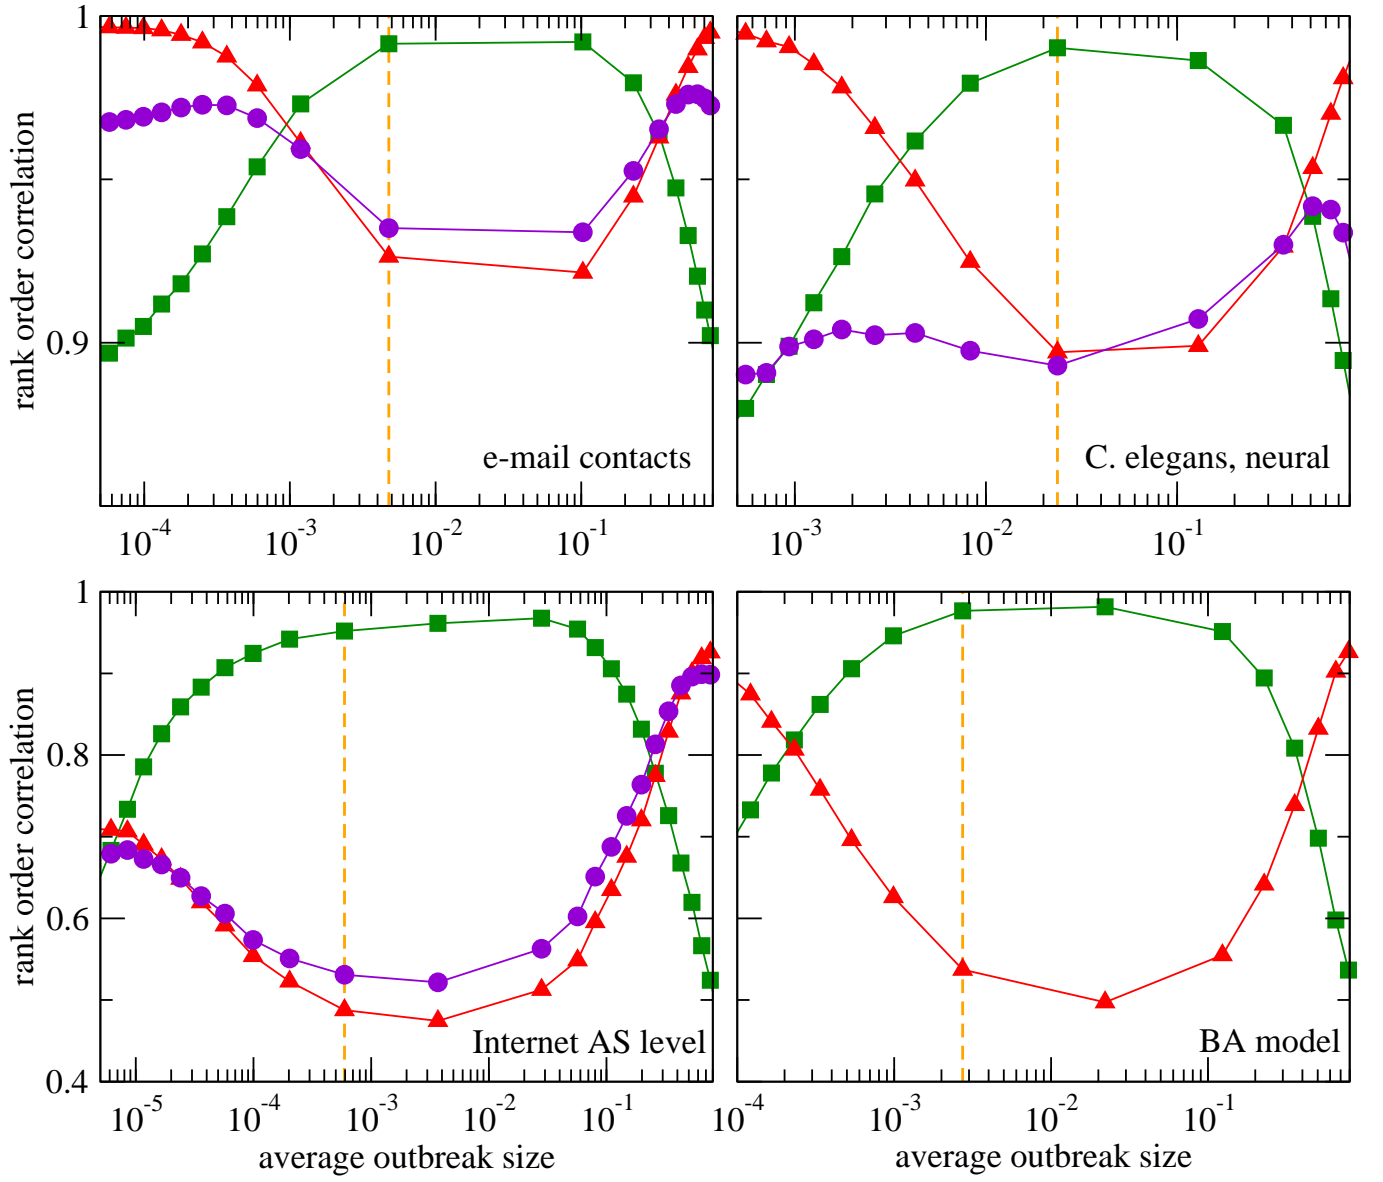 1
rank order correlation
0.9
e-mail contacts
10-4
10-3
10-2
10-1
C. elegans, neural
10-3
10-2
10-1
1
rank order correlation
0.8
0.6
0.4
Internet AS level
10-5
10-4
10-3
10-2
10-1
average outbreak size
BA model
10-4
10-3
10-2
10-1
average outbreak size